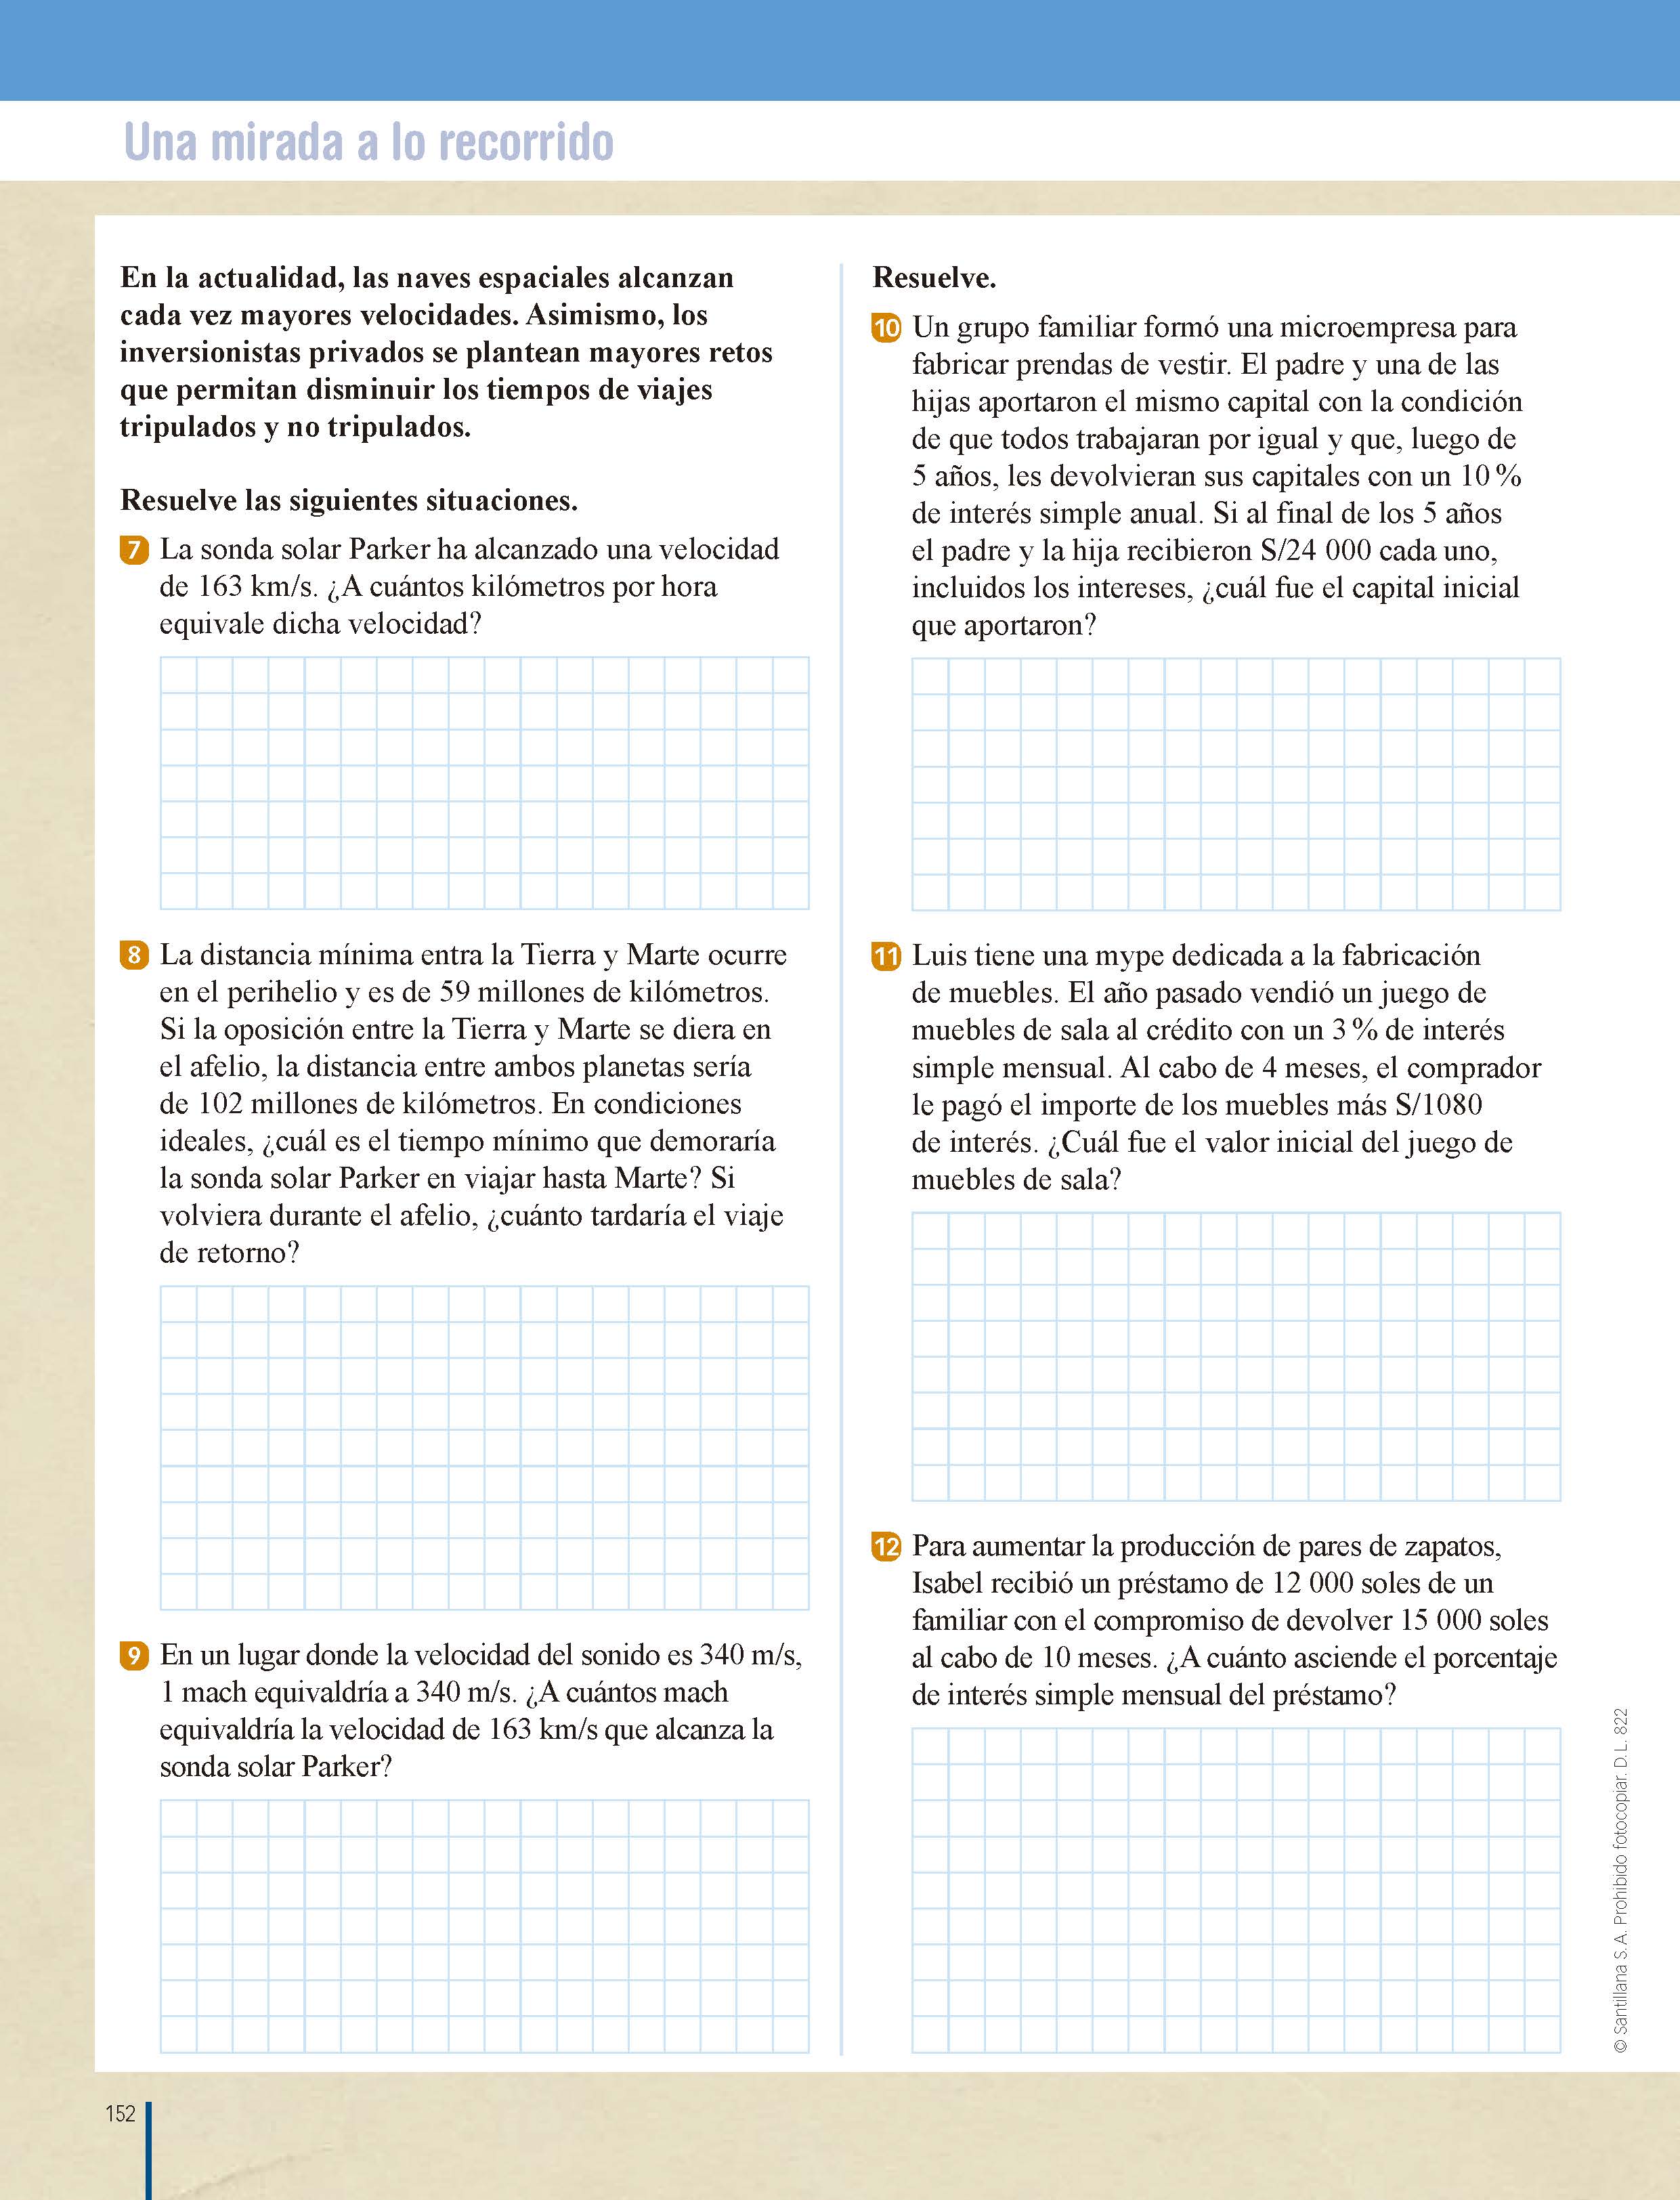 Una mirada a lo recorrido
En la actualidad, las naves espaciales alcanzan
cada vez mayores velocidades. Asimismo, los
inversionistas privados se plantean mayores retos
que permitan disminuir los tiempos de viajes
tripulados y no tripulados.
Resuelve las siguientes situaciones.
7 La sonda solar Parker ha alcanzado una velocidad
de 163 km/s. ¿A cuántos kilómetros por hora
equivale dicha velocidad?
8 La distancia mínima entra la Tierra y Marte ocurre
en el perihelio y es de 59 millones de kilómetros.
Si la oposición entre la Tierra y Marte se diera en
el afelio, la distancia entre ambos planetas sería
de 102 millones de kilómetros. En condiciones
ideales, ¿cuál es el tiempo mínimo que demoraría
la sonda solar Parker en viajar hasta Marte? Si
volviera durante el afelio, ¿cuánto tardaría el viaje
de retorno?
9 En un lugar donde la velocidad del sonido es 340 m/s,
1 mach equivaldría a 340 m/s. ¿A cuántos mach
equivaldría la velocidad de 163 km/s que alcanza la
sonda solar Parker?
Resuelve.
10 Un grupo familiar formó una microempresa para
fabricar prendas de vestir. El padre y una de las
hijas aportaron el mismo capital con la condición
de que todos trabajaran por igual y que, luego de
5 años, les devolvieran sus capitales con un 10 %
de interés simple anual. Si al final de los 5 años
el padre y la hija recibieron S/24 000 cada uno,
incluidos los intereses, ¿cuál fue el capital inicial
que aportaron?
11 Luis tiene una mype dedicada a la fabricación
de muebles. El año pasado vendió un juego de
muebles de sala al crédito con un 3 % de interés
simple mensual. Al cabo de 4 meses, el comprador
le pagó el importe de los muebles más S/1080
de interés. ¿Cuál fue el valor inicial del juego de
muebles de sala?
12 Para aumentar la producción de pares de zapatos,
Isabel recibió un préstamo de 12 000 soles de un
familiar con el compromiso de devolver 15 000 soles
al cabo de 10 meses. ¿A cuánto asciende el porcentaje
de interés simple mensual del préstamo?
© Santillana S. A. Prohibido fotocopiar. D. L. 822
152